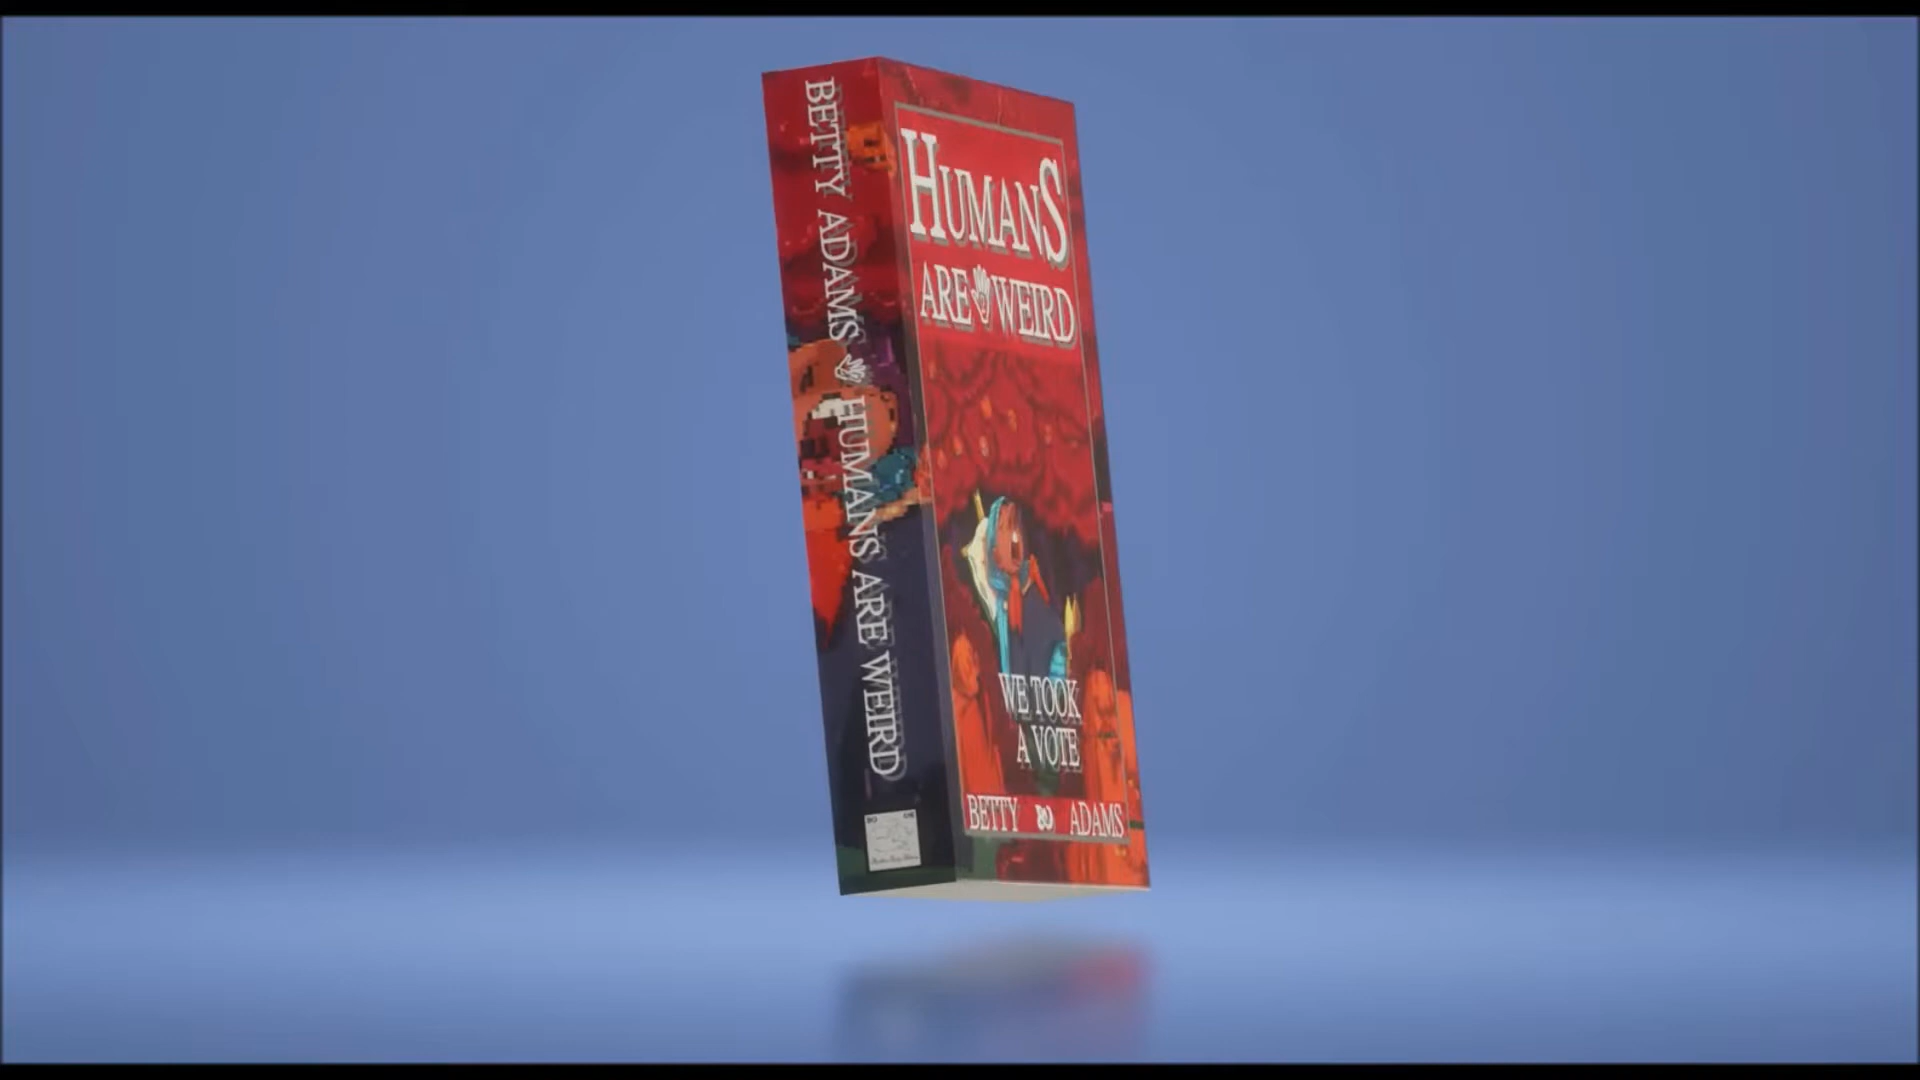 BETTY ADAMS HUMANS ARE WEIRD
HUMANS
ARE WEIRD
WE TOOK
A VOTE
BETTY ADAMS